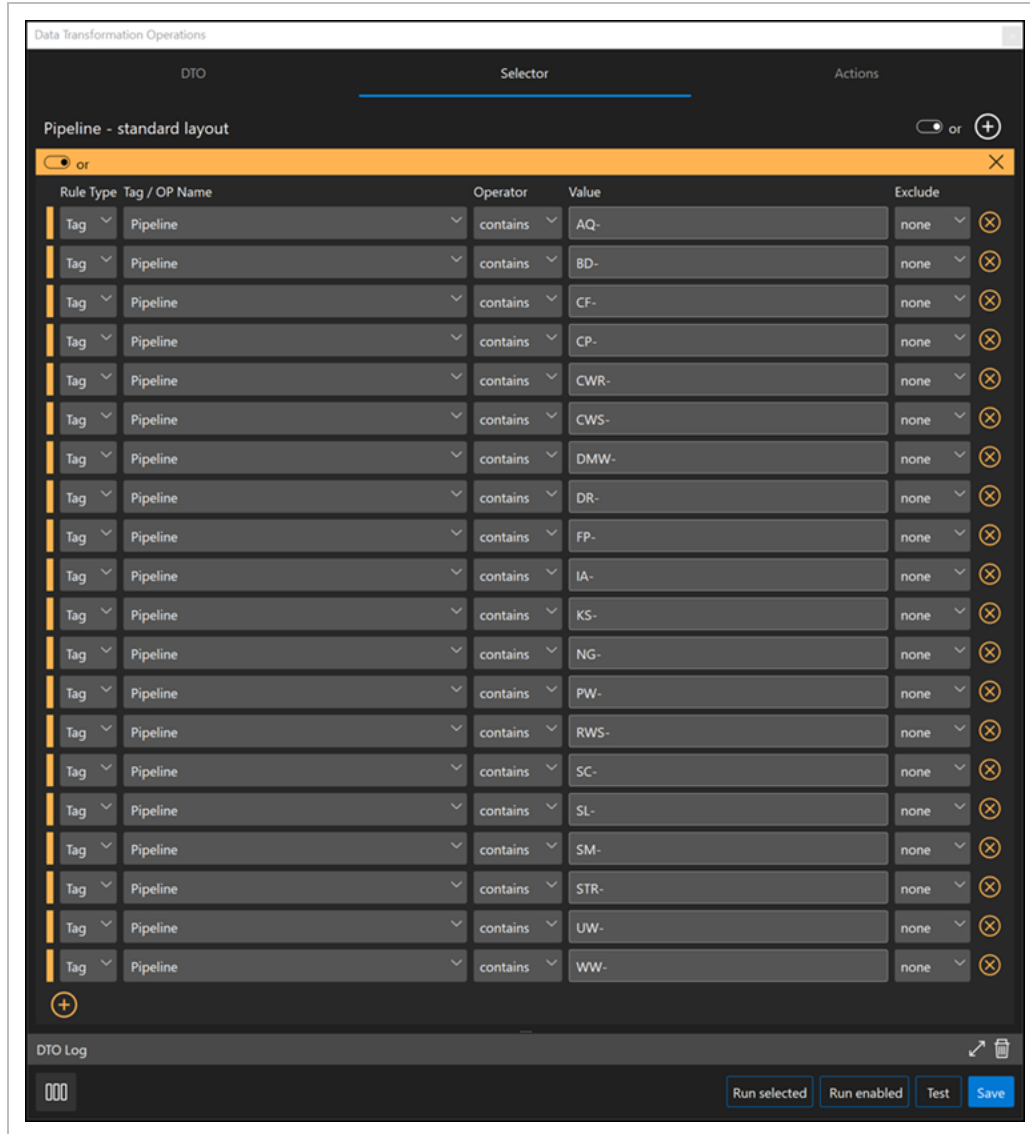 Data Transformation Operations
DTO Selector Actions
Pipeline - standard layout or
or
Rule Type Tag / OP Name Operator Value Exclude
Tag Pipeline contains AQ- none
Tag Pipeline contains BD- none
Tag Pipeline contains CF- none
Tag Pipeline contains CP- none
Tag Pipeline contains CWR- none
Tag Pipeline contains CWS- none
Tag Pipeline contains DMW- none
Tag Pipeline contains DR- none
Tag Pipeline contains FP- none
Tag Pipeline contains IA- none
Tag Pipeline contains KS- none
Tag Pipeline contains NG- none
Tag Pipeline contains PW- none
Tag Pipeline contains RWS- none
Tag Pipeline contains SC- none
Tag Pipeline contains SL- none
Tag Pipeline contains SM- none
Tag Pipeline contains STR- none
Tag Pipeline contains UW- none
Tag Pipeline contains WW- none
DTO Log
Run selected Run enabled Test Save